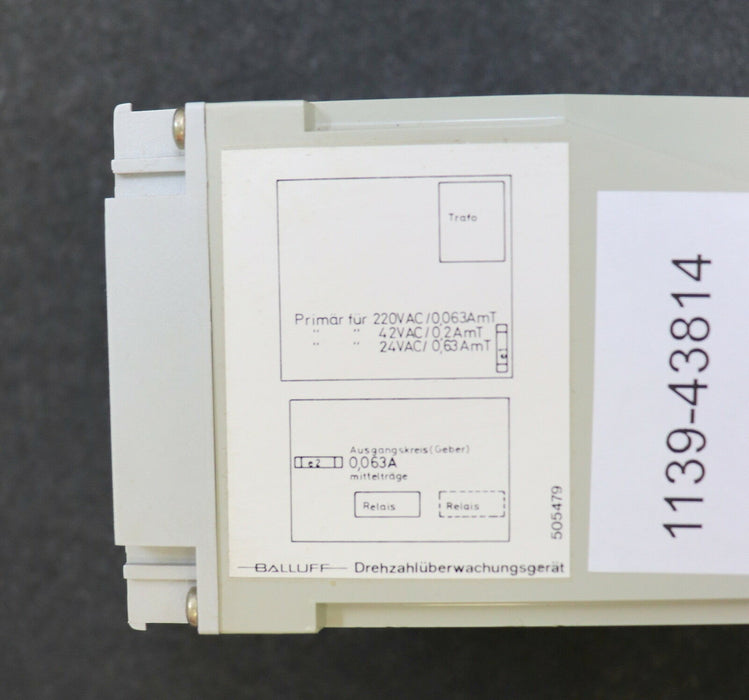 Trafo
Primär für 220VAC/0,063AmT
" " 42VAC/0,2AmT
" " 24VAC/0,63AmT
e
Ausgangskreis(Geber)
e2 0,063A
mittelträge
Relais Relais
505479
BALLUFF Drehzahlüberwachungsgerät
1139-43814